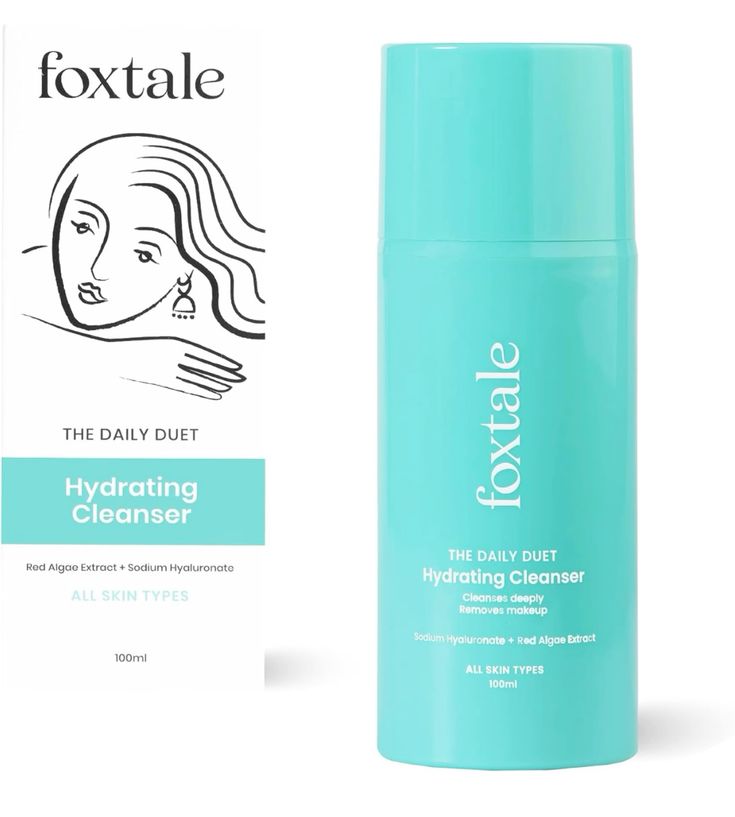 foxtale
THE DAILY DUET
Hydrating
Cleanser
Red Algae Extract + Sodium Hyaluronate
ALL SKIN TYPES
100ml
foxtale
THE DAILY DUET
Hydrating Cleanser
Cleanses deeply
Removes makeup
Sodium Hyaluronate + Red Algae Extract
ALL SKIN TYPES
100ml